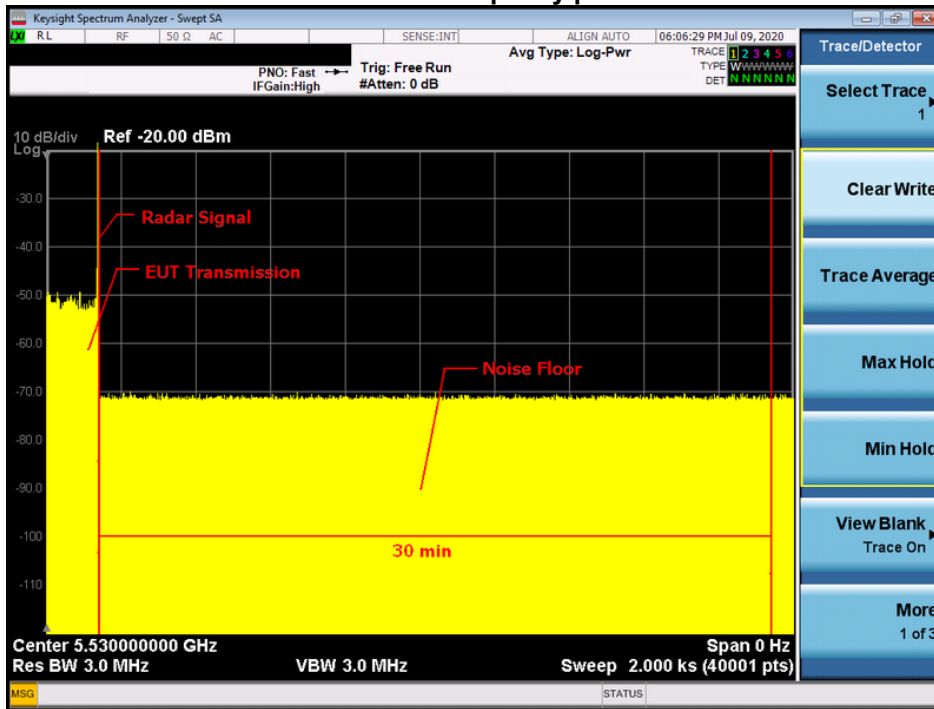 Keysight Spectrum Analyzer - Swept SA
LXI RL RF 50 Ω AC SENSE:INT ALIGN AUTO 06:06:29 PM Jul 09, 2020
Avg Type: Log-Pwr
TRACE 1 2 3 4 5 6
TYPE W
DET N N N N N N
PNO: Fast
IFGain:High
Trig: Free Run
#Atten: 0 dB
10 dB/div
Log
Ref -20.00 dBm
-30.0
-40.0
-50.0
-60.0
-70.0
-80.0
-90.0
-100
-110
Radar Signal
EUT Transmission
Noise Floor
30 min
Center 5.530000000 GHz
Span 0 Hz
Res BW 3.0 MHz
VBW 3.0 MHz
Sweep 2.000 ks (40001 pts)
MSG
STATUS
Trace/Detector
Select Trace
1
Clear Write
Trace Average
Max Hold
Min Hold
View Blank
Trace On
More
1 of 3